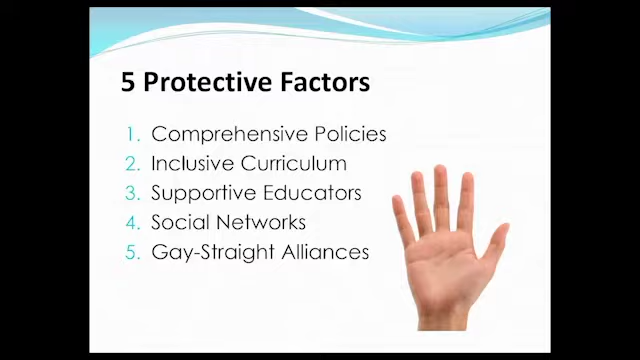 5 Protective Factors
1. Comprehensive Policies
2. Inclusive Curriculum
3. Supportive Educators
4. Social Networks
5. Gay-Straight Alliances